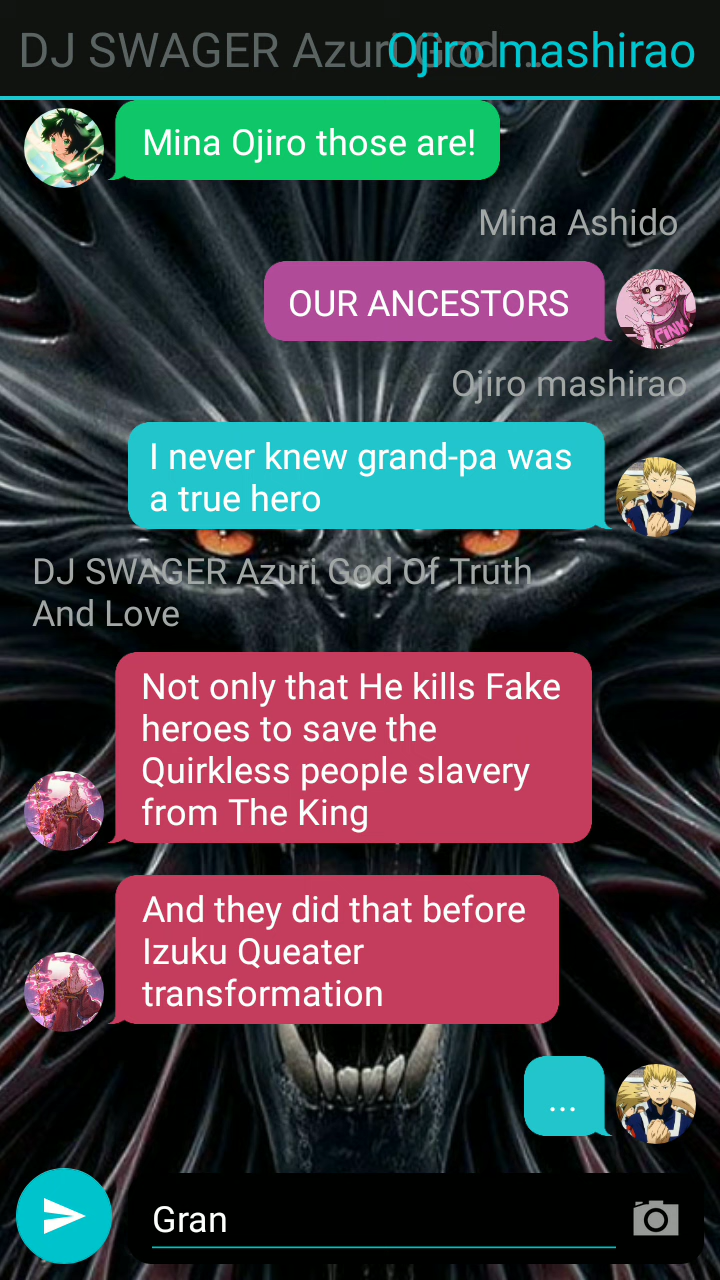 DJ SWAGER Azuri God ...
Ojiro mashirao
Mina Ojiro those are!
Mina Ashido
OUR ANCESTORS
PINK
Ojiro mashirao
I never knew grand-pa was
a true hero
DJ SWAGER Azuri God Of Truth
And Love
Not only that He kills Fake
heroes to save the
Quirkless people slavery
from The King
And they did that before
Izuku Queater
transformation
...
Gran